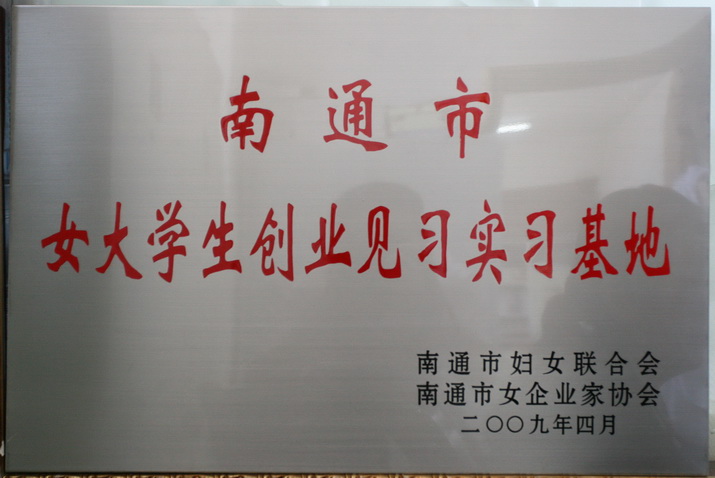 南通市
女大学生创业见习实习基地
南通市妇女联合会
南通市女企业家协会
二〇〇九年四月